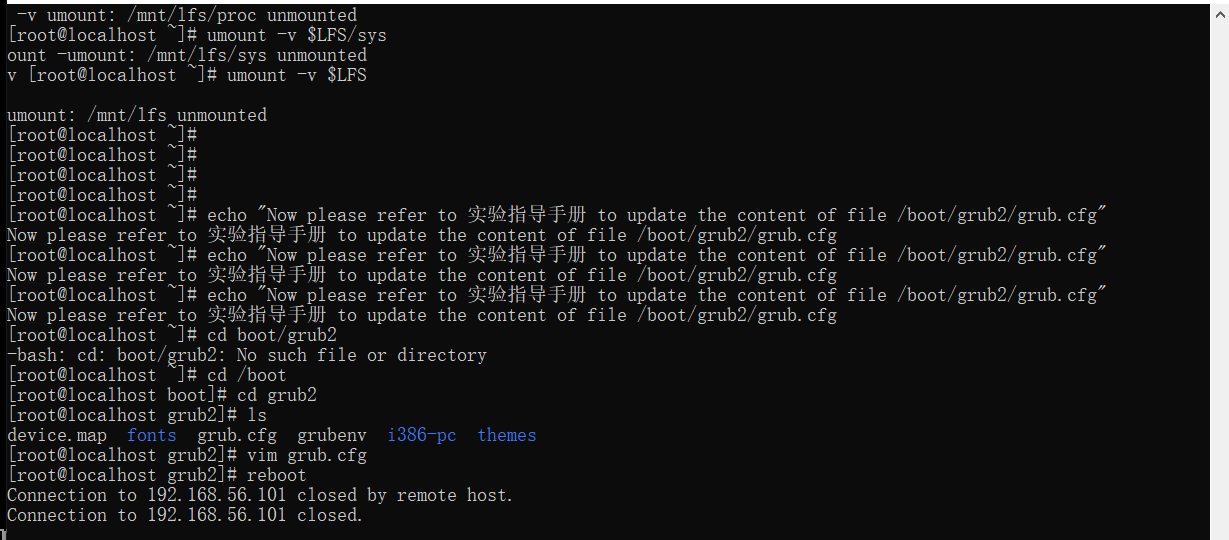 -v umount: /mnt/lfs/proc unmounted
[root@localhost ~]# umount -v $LFS/sys
ount -umount: /mnt/lfs/sys unmounted
v [root@localhost ~]# umount -v $LFS
umount: /mnt/lfs unmounted
[root@localhost ~]#
[root@localhost ~]#
[root@localhost ~]#
[root@localhost ~]#
[root@localhost ~]# echo "Now please refer to 实验指导手册 to update the content of file /boot/grub2/grub.cfg"
Now please refer to 实验指导手册 to update the content of file /boot/grub2/grub.cfg
[root@localhost ~]# echo "Now please refer to 实验指导手册 to update the content of file /boot/grub2/grub.cfg"
Now please refer to 实验指导手册 to update the content of file /boot/grub2/grub.cfg
[root@localhost ~]# echo "Now please refer to 实验指导手册 to update the content of file /boot/grub2/grub.cfg"
Now please refer to 实验指导手册 to update the content of file /boot/grub2/grub.cfg
[root@localhost ~]# cd boot/grub2
-bash: cd: boot/grub2: No such file or directory
[root@localhost ~]# cd /boot
[root@localhost boot]# cd grub2
[root@localhost grub2]# ls
device.map  fonts  grub.cfg  grubenv  i386-pc  themes
[root@localhost grub2]# vim grub.cfg
[root@localhost grub2]# reboot
Connection to 192.168.56.101 closed by remote host.
Connection to 192.168.56.101 closed.